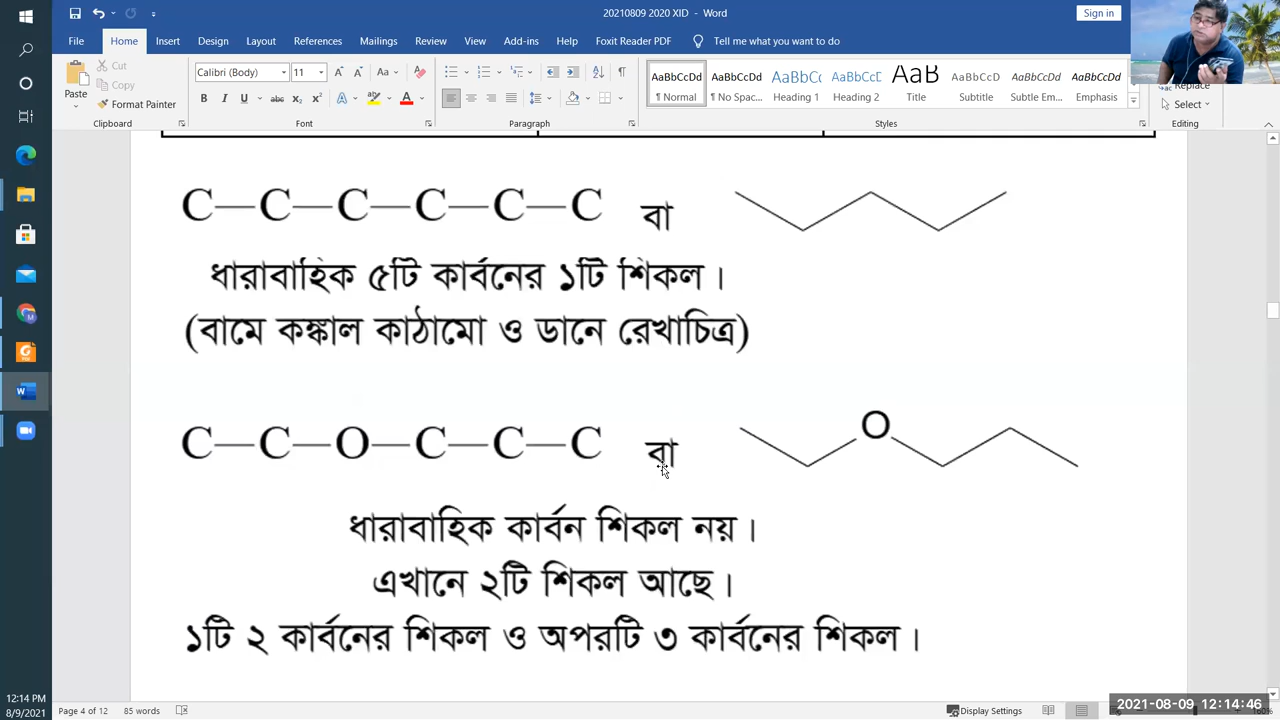 20210809 2020 XID - Word
Sign in
File Home Insert Design Layout References Mailings Review View Add-ins Help Foxit Reader PDF Tell me what you want to do
Paste
Cut
Copy
Format Painter
Clipboard
Calibri (Body) 11
Font
Paragraph
AaBbCcDd AaBbCcDd AaBbC AaBbCcC AaB AaBbCcD AaBbCcDd AaBbCcDd
¶ Normal ¶ No Spac... Heading 1 Heading 2 Title Subtitle Subtle Em... Emphasis
Styles
Replace
Select
Editing
C—C—C—C—C—C বা
ধারাবাহিক ৫টি কার্বনের ১টি শিকল।
(বামে কঙ্কাল কাঠামো ও ডানে রেখাচিত্র)
C—C—O—C—C—C বা O
ধারাবাহিক কার্বন শিকল নয়।
এখানে ২টি শিকল আছে।
১টি ২ কার্বনের শিকল ও অপরটি ৩ কার্বনের শিকল।
12:14 PM
8/9/2021
Page 4 of 12 85 words
Display Settings
2021-08-09 12:14:46